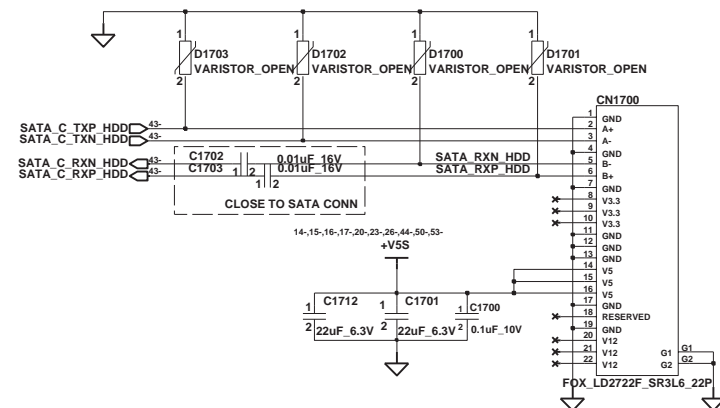 1 1 1 1
D1703 D1702 D1700 D1701
VARISTOR_OPEN VARISTOR_OPEN VARISTOR_OPEN VARISTOR_OPEN
2 2 2 2
CN1700
SATA_C_TXP_HDD 43-
SATA_C_TXN_HDD 43-
SATA_C_RXN_HDD 43-
SATA_C_RXP_HDD 43-
C1702 0.01uF_16V
C1703 0.01uF_16V
1 2
1 2
CLOSE TO SATA CONN
SATA_RXN_HDD
SATA_RXP_HDD
14-,15-,16-,17-,20-,23-,26-,44-,50-,53-
+V5S
1 C1712
2 22uF_6.3V
1 C1701
2 22uF_6.3V
1 C1700
2 0.1uF_10V
1 GND
2 A+
3 A-
4 GND
5 B-
6 B+
7 GND
8 V3.3
9 V3.3
10 V3.3
11 GND
12 GND
13 GND
14 V5
15 V5
16 V5
17 GND
18 RESERVED
19 GND
20 V12
21 V12
22 V12
G1 G1
G2 G2
FOX_LD2722F_SR3L6_22P